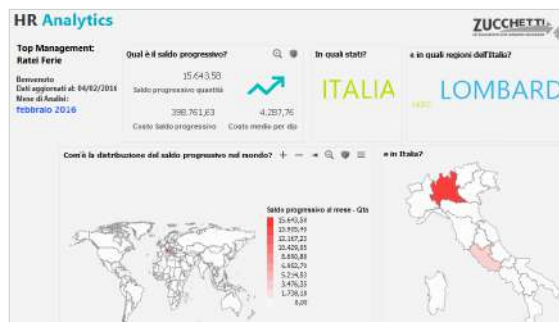 HR Analytics
ZUCCHETTI
Top Management:
Ratei Ferie
Benvenuto
Dati aggiornati al: 04/02/2016
Mese di Analisi:
febbraio 2016
Qual è il saldo progressivo?
15.643,58
Saldo progressivo quantità
398.761,63
Costo Saldo progressivo
4.287,76
Costo medio per dip
In quali stati?
ITALIA
e in quali regioni dell'Italia?
LOMBARD
Com'è la distribuzione del saldo progressivo nel mondo?
Saldo progressivo al mese - Qta
15.643,58
13.905,40
12.167,23
10.429,05
8.690,88
6.952,70
5.214,53
3.476,35
1.738,18
0,00
e in Italia?